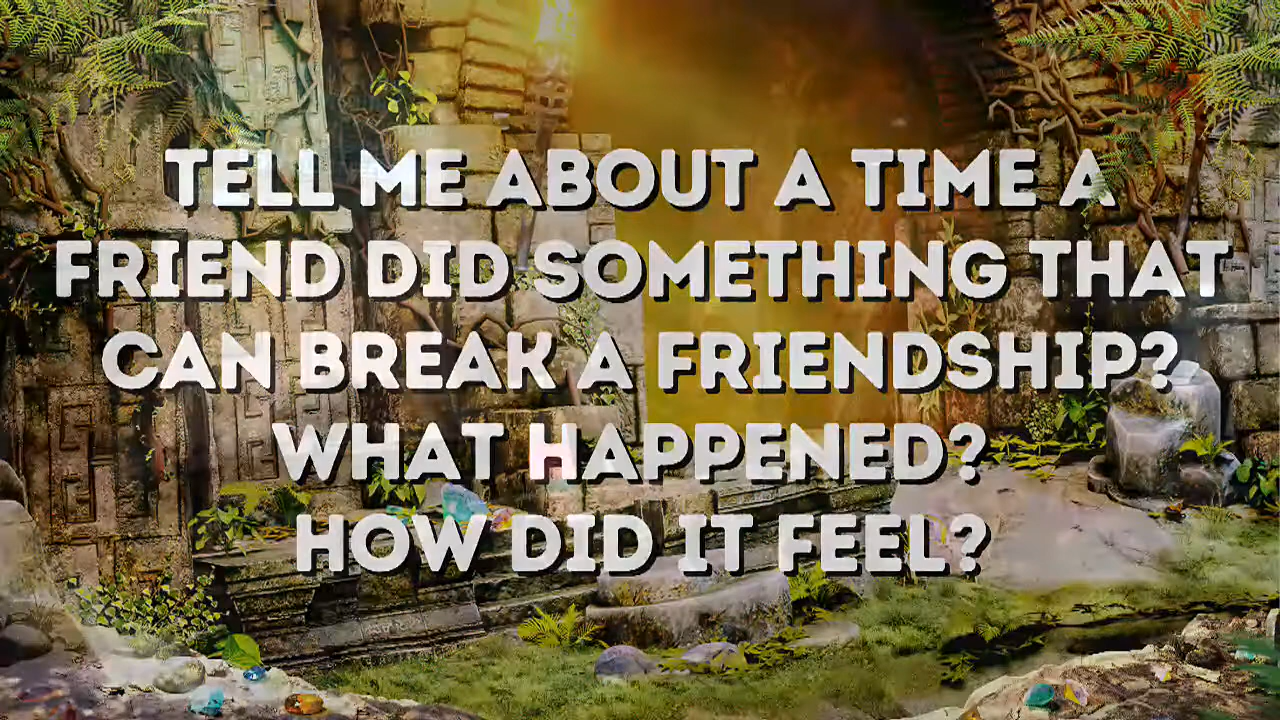 TELL ME ABOUT A TIME A
FRIEND DID SOMETHING THAT
CAN BREAK A FRIENDSHIP?
WHAT HAPPENED?
HOW DID IT FEEL?